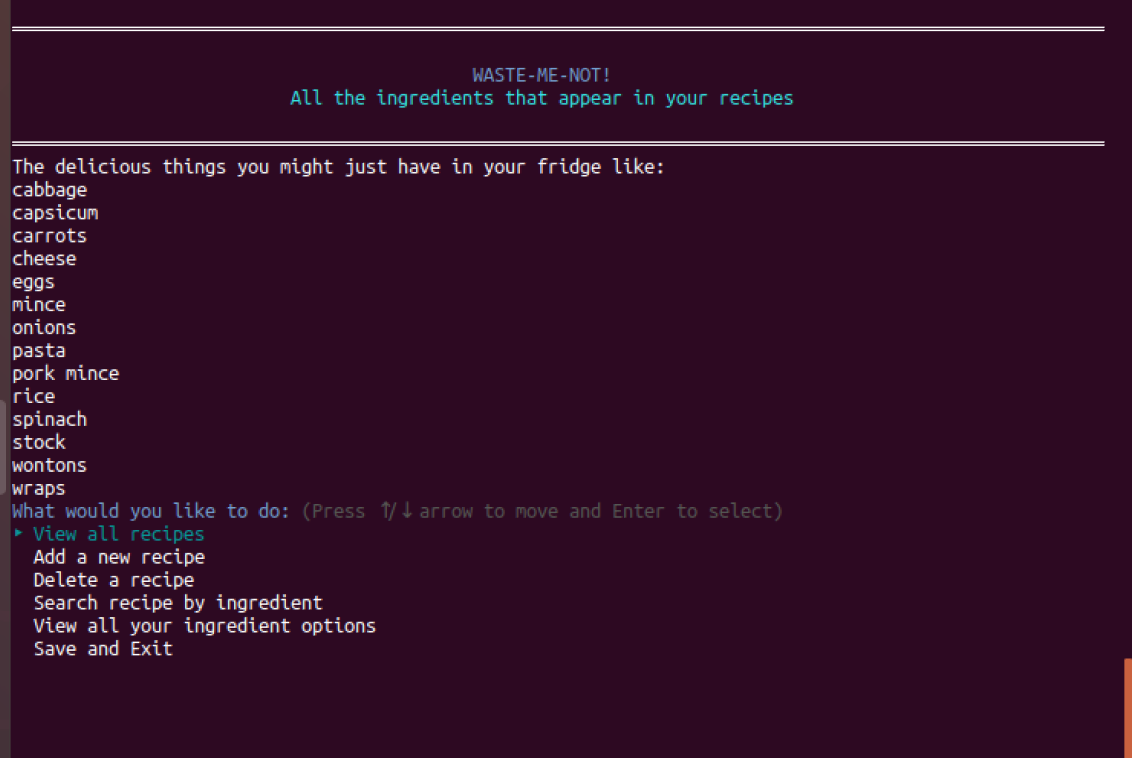 WASTE-ME-NOT!
All the ingredients that appear in your recipes
The delicious things you might just have in your fridge like:
cabbage
capsicum
carrots
cheese
eggs
mince
onions
pasta
pork mince
rice
spinach
stock
wontons
wraps
What would you like to do: (Press ↑/↓ arrow to move and Enter to select)
‣ View all recipes
Add a new recipe
Delete a recipe
Search recipe by ingredient
View all your ingredient options
Save and Exit